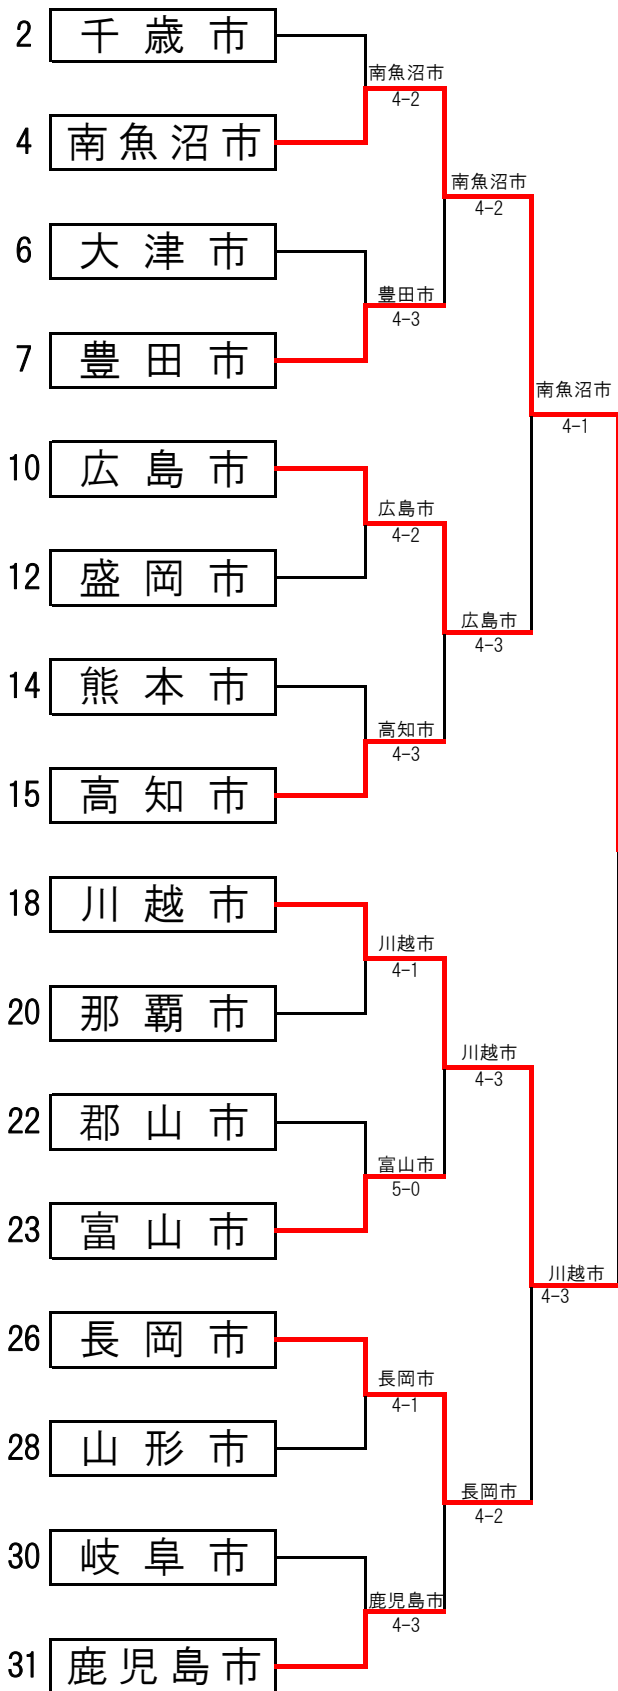 2 千歳市
南魚沼市
4-2
4 南魚沼市
南魚沼市
4-2
6 大津市
豊田市
4-3
7 豊田市
南魚沼市
4-1
10 広島市
広島市
4-2
12 盛岡市
広島市
4-3
14 熊本市
高知市
4-3
15 高知市
18 川越市
川越市
4-1
20 那覇市
川越市
4-3
22 郡山市
富山市
5-0
23 富山市
川越市
4-3
26 長岡市
長岡市
4-1
28 山形市
長岡市
4-2
30 岐阜市
鹿児島市
4-3
31 鹿児島市